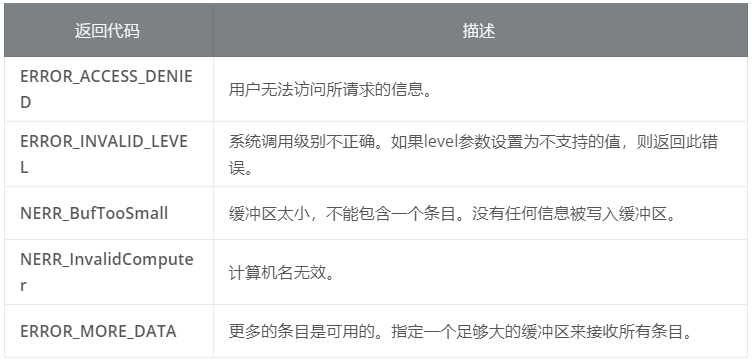 返回代码
描述
ERROR_ACCESS_DENIE
D
用户无法访问所请求的信息。
ERROR_INVALID_LEVE
L
系统调用级别不正确。如果level参数设置为不支持的值，则返回此错
误。
NERR_BufTooSmall
缓冲区太小，不能包含一个条目。没有任何信息被写入缓冲区。
NERR_InvalidCompute
r
计算机名无效。
ERROR_MORE_DATA
更多的条目是可用的。指定一个足够大的缓冲区来接收所有条目。